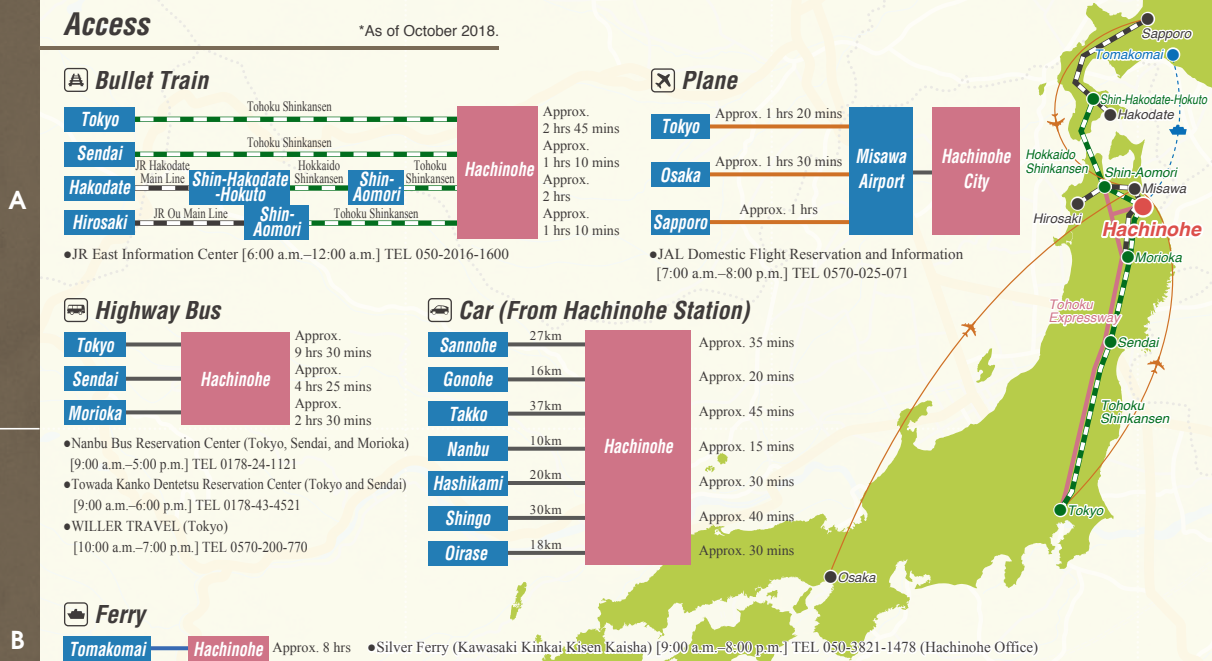 Access
*As of October 2018.
Bullet Train
Tokyo
Tohoku Shinkansen
Approx.
2 hrs 45 mins
Sendai
Tohoku Shinkansen
Approx.
1 hrs 10 mins
Hakodate
JR Hakodate
Main Line
Shin-Hakodate
-Hokuto
Hokkaido
Shinkansen
Shin-
Aomori
Tohoku
Shinkansen
Approx.
2 hrs
Hirosaki
JR Ou Main Line
Shin-
Aomori
Tohoku Shinkansen
Approx.
1 hrs 10 mins
Hachinohe
●JR East Information Center [6:00 a.m.–12:00 a.m.] TEL 050-2016-1600
Plane
Tokyo
Approx. 1 hrs 20 mins
Osaka
Approx. 1 hrs 30 mins
Sapporo
Approx. 1 hrs
Misawa
Airport
Hachinohe
City
●JAL Domestic Flight Reservation and Information
[7:00 a.m.–8:00 p.m.] TEL 0570-025-071
A
Highway Bus
Tokyo
Approx.
9 hrs 30 mins
Sendai
Hachinohe
Approx.
4 hrs 25 mins
Morioka
Approx.
2 hrs 30 mins
●Nanbu Bus Reservation Center (Tokyo, Sendai, and Morioka)
[9:00 a.m.–5:00 p.m.] TEL 0178-24-1121
●Towada Kanko Dentetsu Reservation Center (Tokyo and Sendai)
[9:00 a.m.–6:00 p.m.] TEL 0178-43-4521
●WILLER TRAVEL (Tokyo)
[10:00 a.m.–7:00 p.m.] TEL 0570-200-770
Car (From Hachinohe Station)
Sannohe 27km Approx. 35 mins
Gonohe 16km Approx. 20 mins
Takko 37km Approx. 45 mins
Nanbu 10km Hachinohe Approx. 15 mins
Hashikami 20km Approx. 30 mins
Shingo 30km Approx. 40 mins
Oirase 18km Approx. 30 mins
B
Ferry
Tomakomai Hachinohe Approx. 8 hrs ●Silver Ferry (Kawasaki Kinkai Kisen Kaisha) [9:00 a.m.–8:00 p.m.] TEL 050-3821-1478 (Hachinohe Office)
Sapporo
Tomakomai
Shin-Hakodate-Hokuto
Hakodate
Hokkaido
Shinkansen
Shin-Aomori
Misawa
Hirosaki
Hachinohe
Morioka
Tohoku
Expressway
Sendai
Tohoku
Shinkansen
Tokyo
Osaka